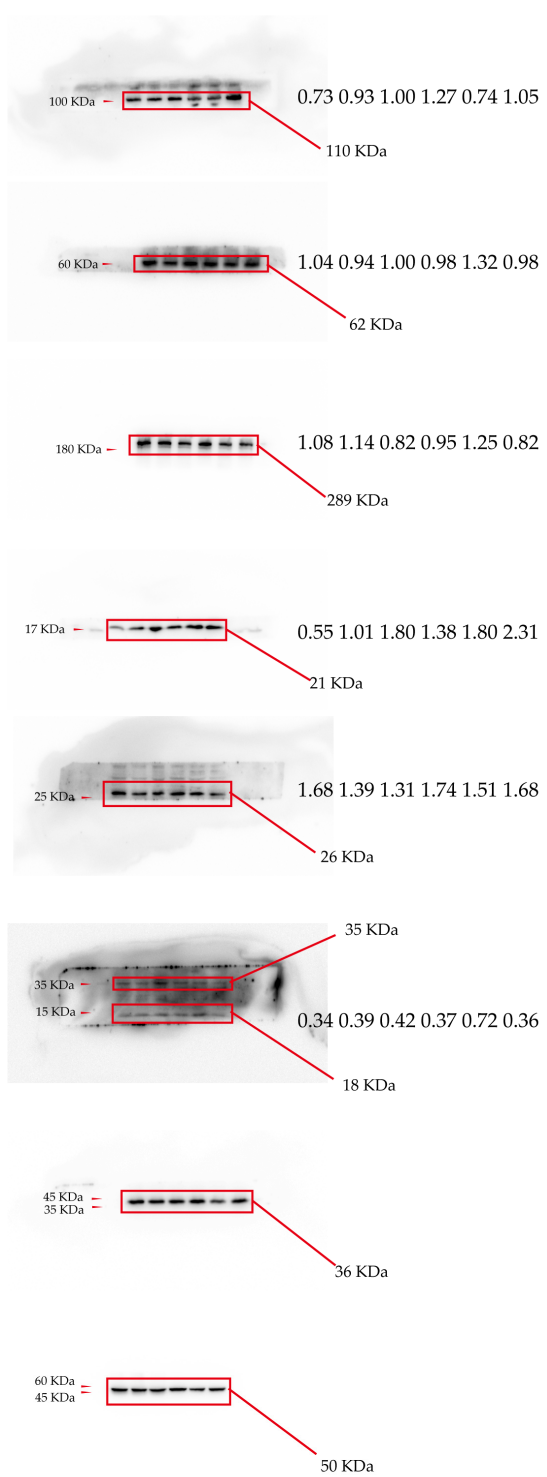 100 KDa
0.73 0.93 1.00 1.27 0.74 1.05
110 KDa
60 KDa
1.04 0.94 1.00 0.98 1.32 0.98
62 KDa
180 KDa
1.08 1.14 0.82 0.95 1.25 0.82
289 KDa
17 KDa
0.55 1.01 1.80 1.38 1.80 2.31
21 KDa
25 KDa
1.68 1.39 1.31 1.74 1.51 1.68
26 KDa
35 KDa
35 KDa
15 KDa
0.34 0.39 0.42 0.37 0.72 0.36
18 KDa
45 KDa
35 KDa
36 KDa
60 KDa
45 KDa
50 KDa